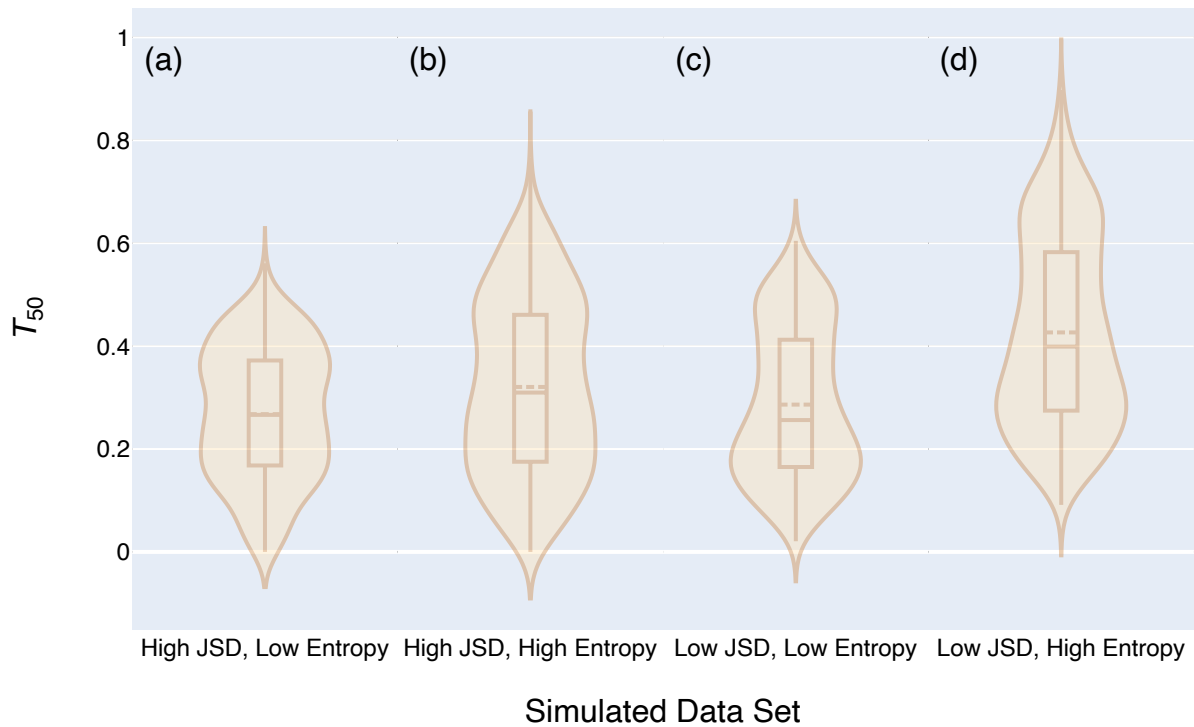 1
(a)
(b)
(c)
(d)
0.8
0.6
T50
0.4
0.2
0
High JSD, Low Entropy
High JSD, High Entropy
Low JSD, Low Entropy
Low JSD, High Entropy
Simulated Data Set